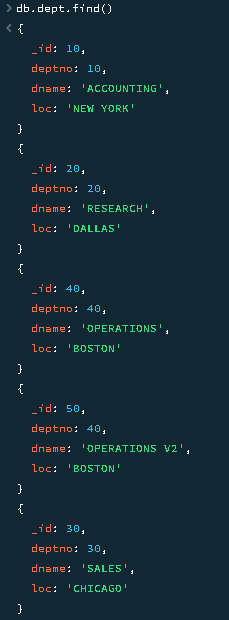 > db.dept.find()
< {
_id: 10,
deptno: 10,
dname: 'ACCOUNTING',
loc: 'NEW YORK'
}
{
_id: 20,
deptno: 20,
dname: 'RESEARCH',
loc: 'DALLAS'
}
{
_id: 40,
deptno: 40,
dname: 'OPERATIONS',
loc: 'BOSTON'
}
{
_id: 50,
deptno: 40,
dname: 'OPERATIONS V2',
loc: 'BOSTON'
}
{
_id: 30,
deptno: 30,
dname: 'SALES',
loc: 'CHICAGO'
}